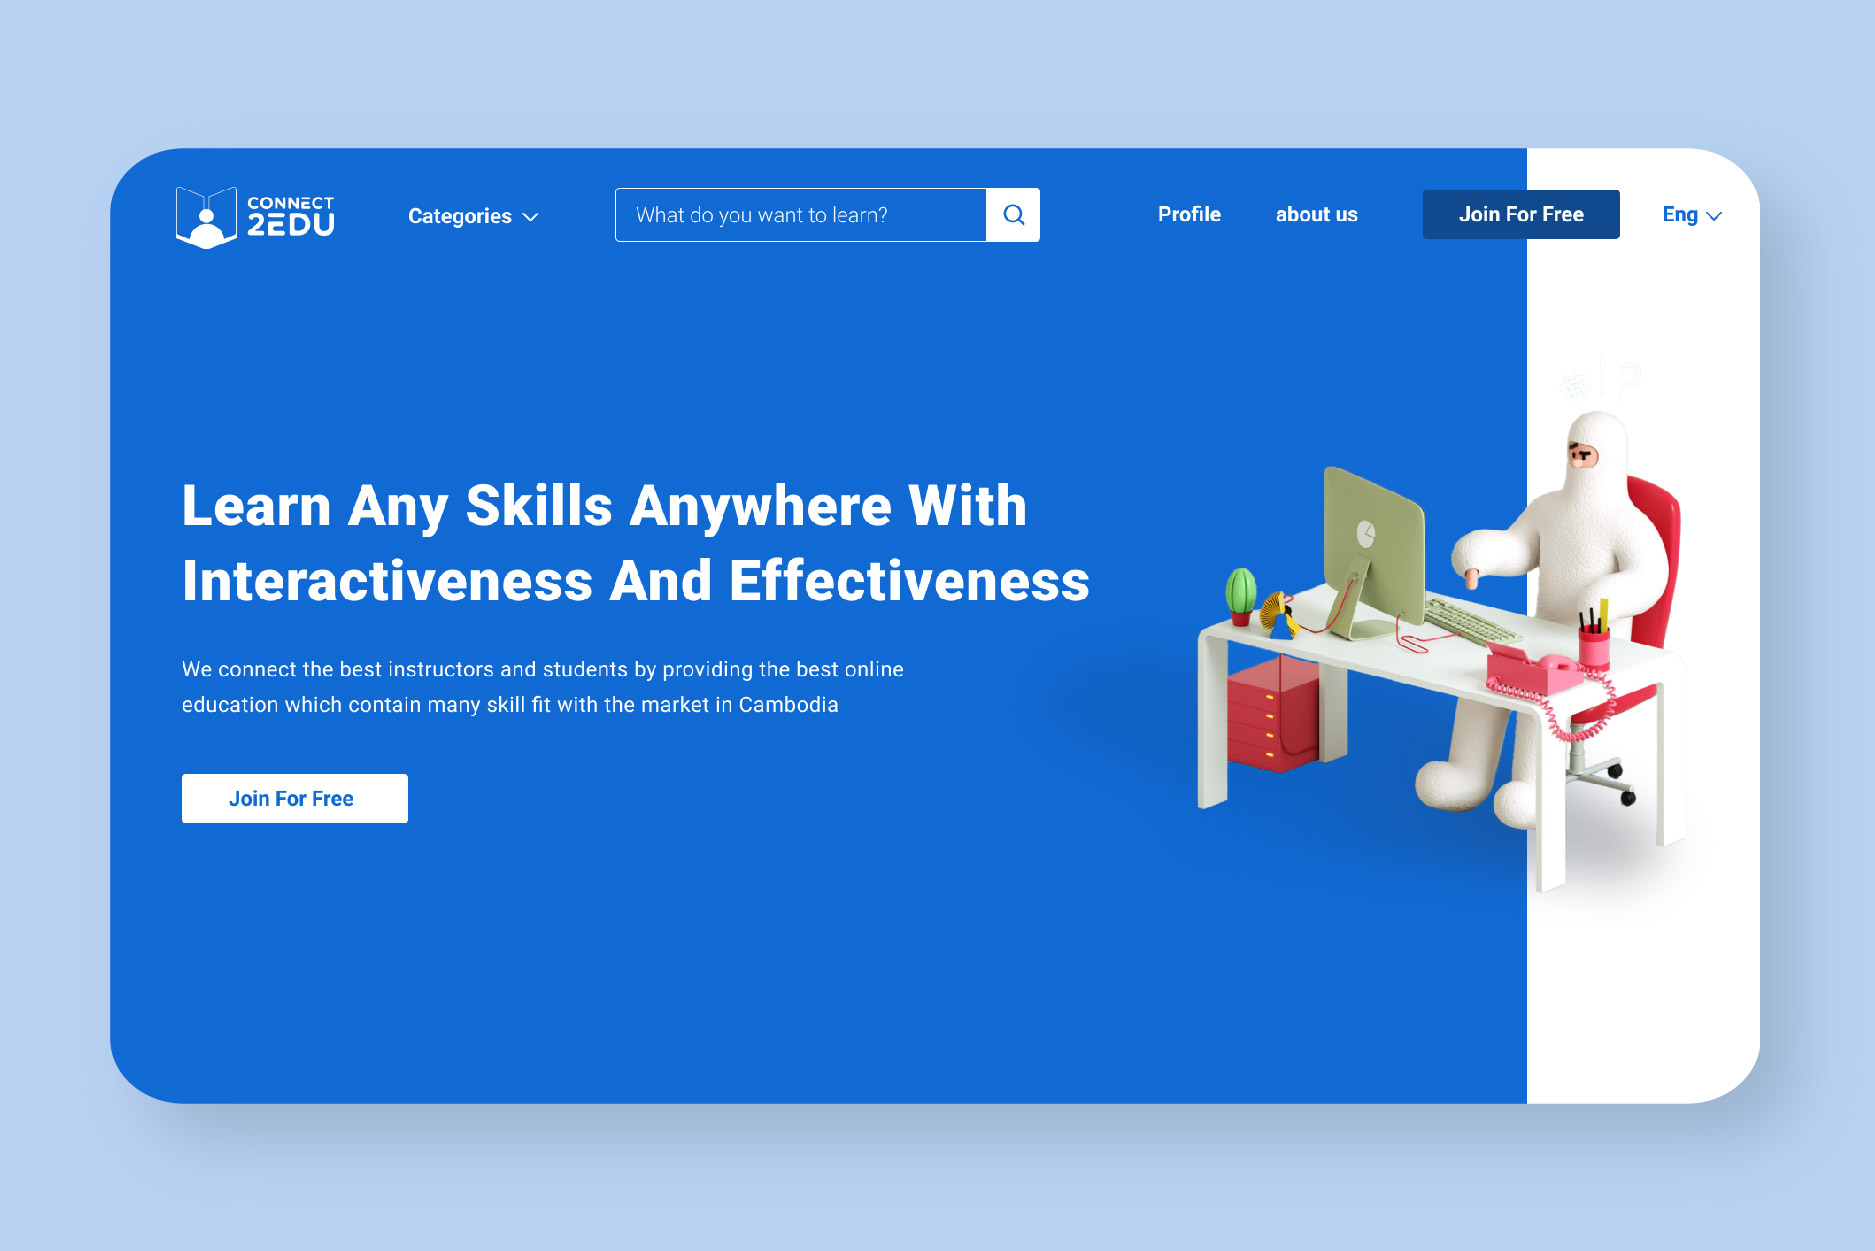 CONNECT
2EDU
Categories
What do you want to learn?
Profile
about us
Join For Free
Eng
#!?
Learn Any Skills Anywhere With
Interactiveness And Effectiveness
We connect the best instructors and students by providing the best online
education which contain many skill fit with the market in Cambodia
Join For Free